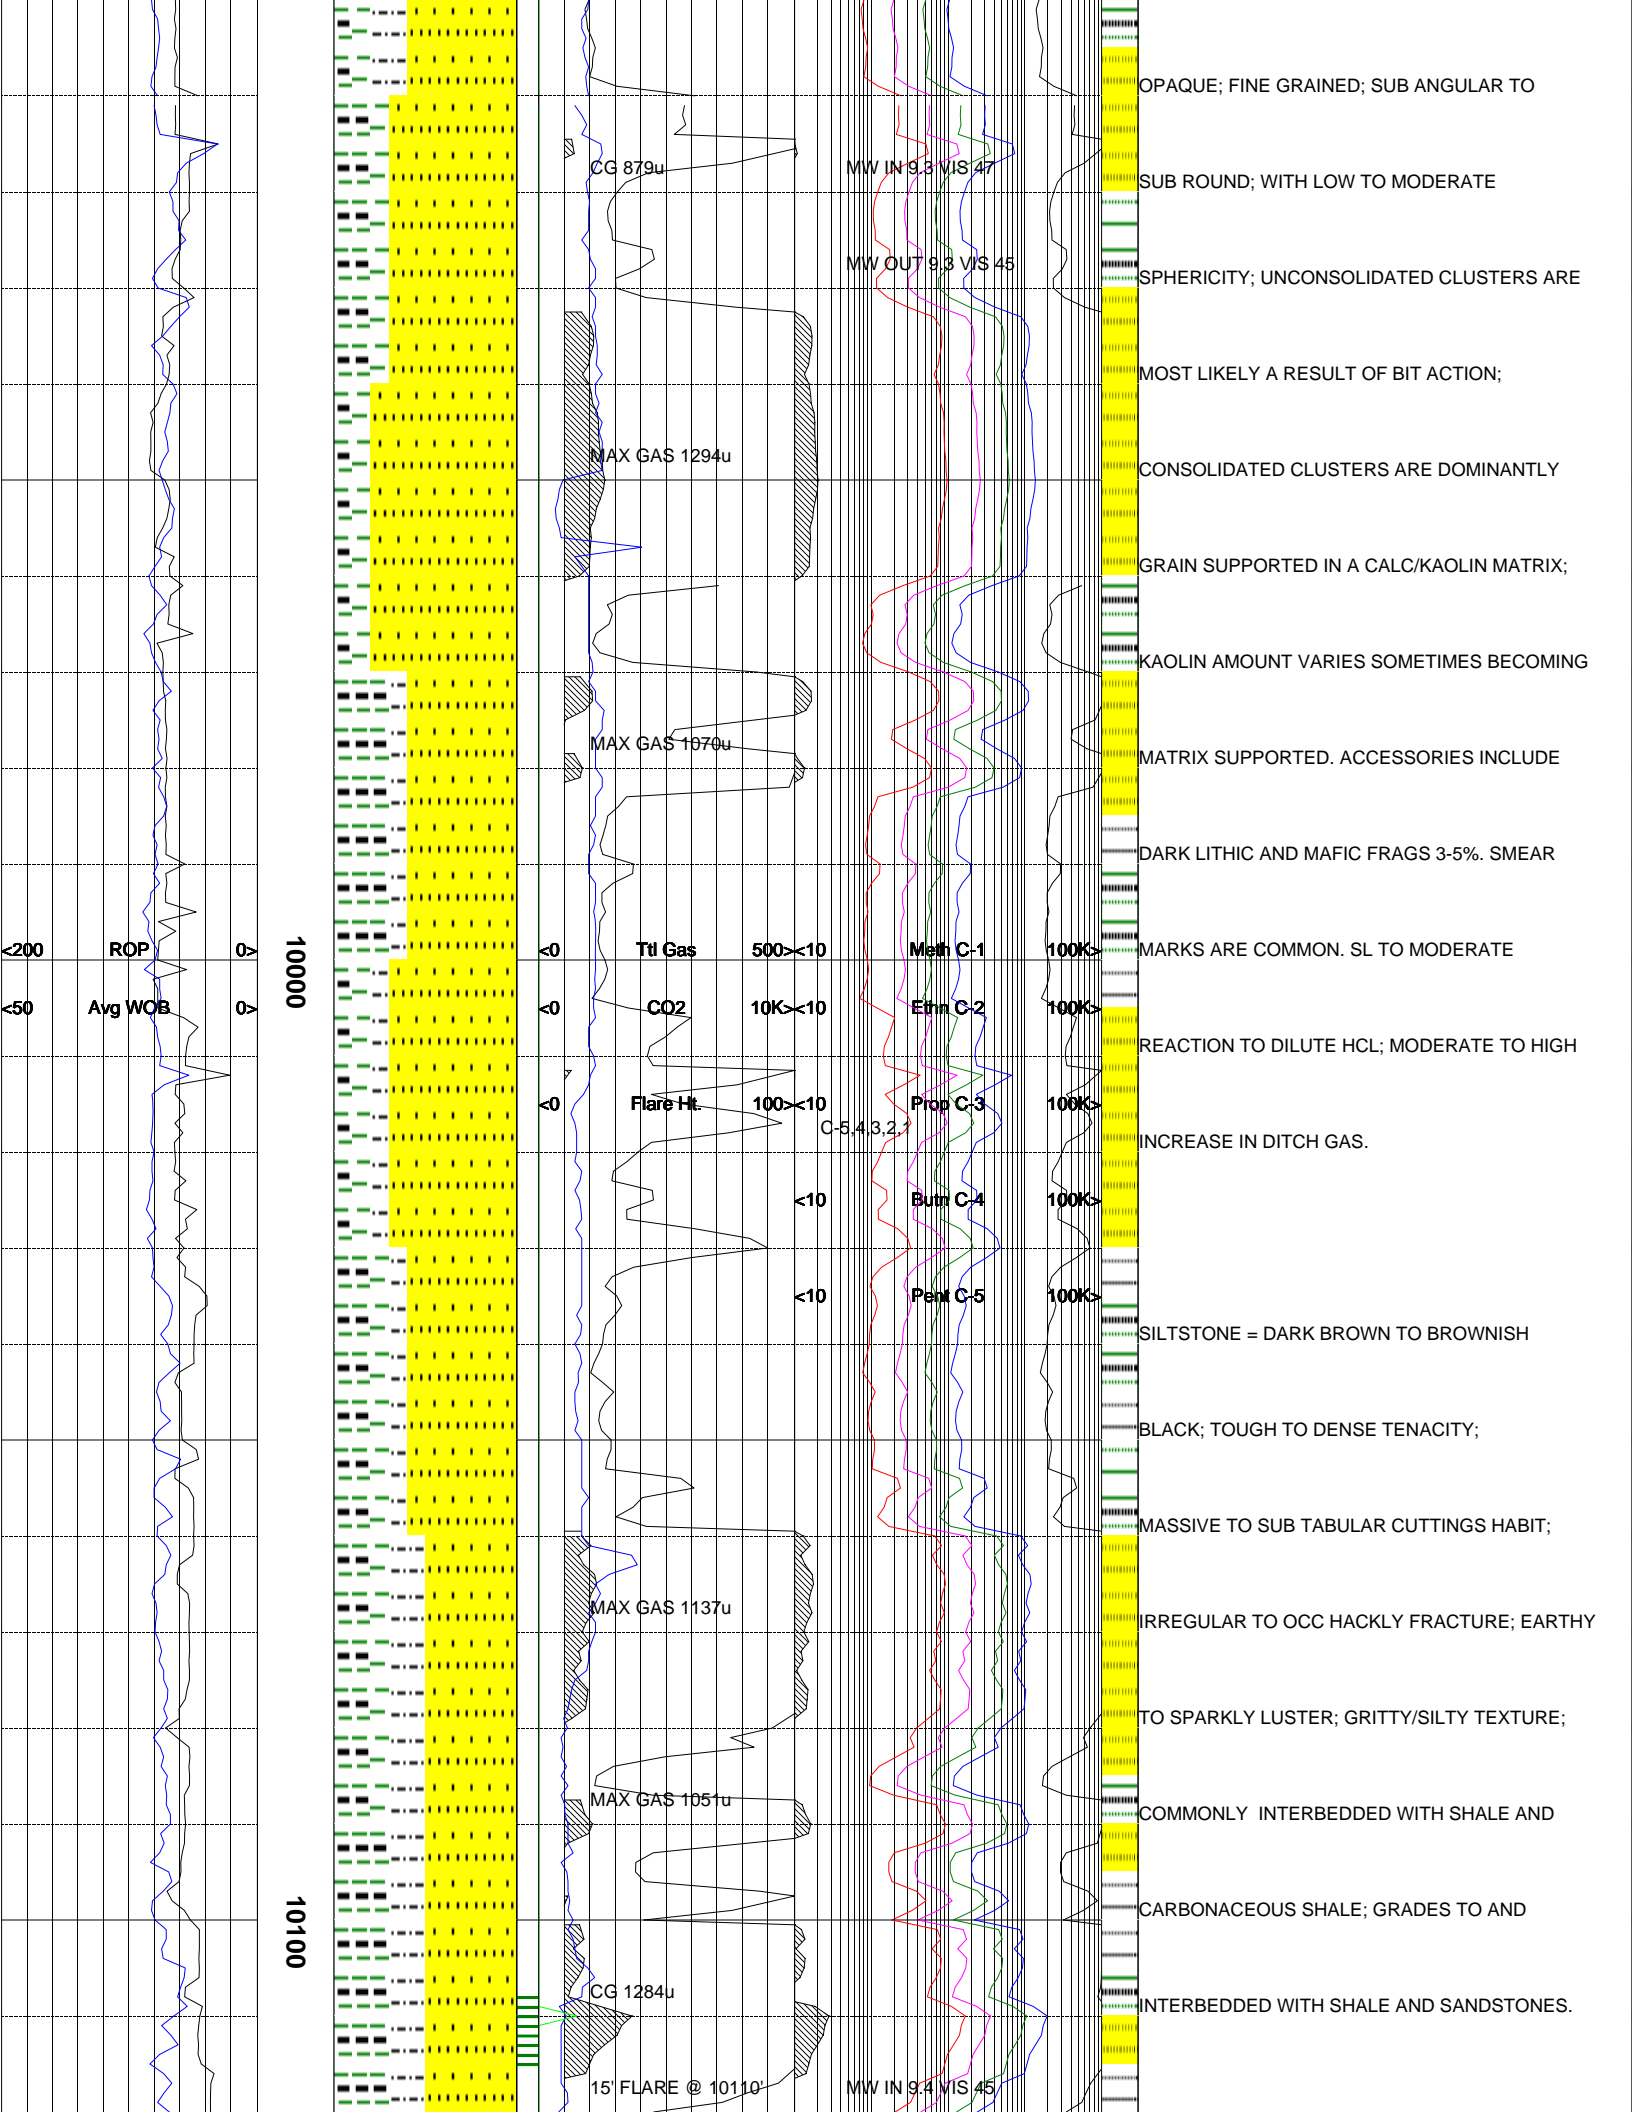 OPAQUE; FINE GRAINED; SUB ANGULAR TO
CG 879u
MW IN 9.3 VIS 47
SUB ROUND; WITH LOW TO MODERATE
MW OUT 9.3 VIS 45
SPHERICITY; UNCONSOLIDATED CLUSTERS ARE
MOST LIKELY A RESULT OF BIT ACTION;
MAX GAS 1294u
CONSOLIDATED CLUSTERS ARE DOMINANTLY
GRAIN SUPPORTED IN A CALC/KAOLIN MATRIX;
KAOLIN AMOUNT VARIES SOMETIMES BECOMING
MAX GAS 1070u
MATRIX SUPPORTED. ACCESSORIES INCLUDE
DARK LITHIC AND MAFIC FRAGS 3-5%. SMEAR
<200 ROP 0>
10000
<0 Ttl Gas 500>
<10 Meth C-1 100K>
MARKS ARE COMMON. SL TO MODERATE
<50 Avg WOB 0>
<0 CO2 10K>
<10 Ethn C-2 100K>
REACTION TO DILUTE HCL; MODERATE TO HIGH
<0 Flare Ht. 100>
<10 Prop C-3 100K>
C-5,4,3,2,1
INCREASE IN DITCH GAS.
<10 Butn C-4 100K>
<10 Pent C-5 100K>
SILTSTONE = DARK BROWN TO BROWNISH
BLACK; TOUGH TO DENSE TENACITY;
MASSIVE TO SUB TABULAR CUTTINGS HABIT;
MAX GAS 1137u
IRREGULAR TO OCC HACKLY FRACTURE; EARTHY
TO SPARKLY LUSTER; GRITTY/SILTY TEXTURE;
MAX GAS 1051u
COMMONLY  INTERBEDDED WITH SHALE AND
CARBONACEOUS SHALE; GRADES TO AND
10100
CG 1284u
INTERBEDDED WITH SHALE AND SANDSTONES.
15' FLARE @ 10110'
MW IN 9.4 VIS 45